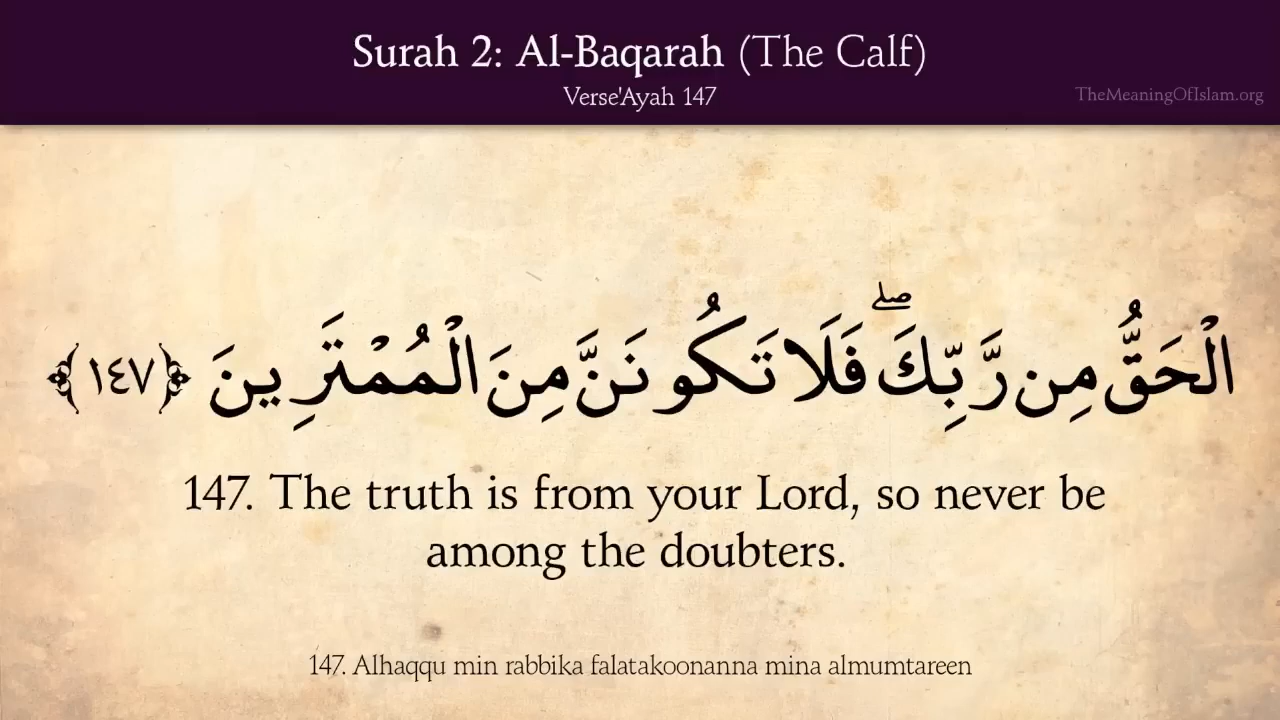 Surah 2: Al-Baqarah (The Calf)
Verse'Ayah 147
TheMeaningOfIslam.org
الْحَقُّ مِن رَّبِّكَ ۖ فَلَا تَكُونَنَّ مِنَ الْمُمْتَرِينَ ﴿١٤٧﴾
147. The truth is from your Lord, so never be
among the doubters.
147. Alhaqqu min rabbika falatakoonanna mina almumtareen